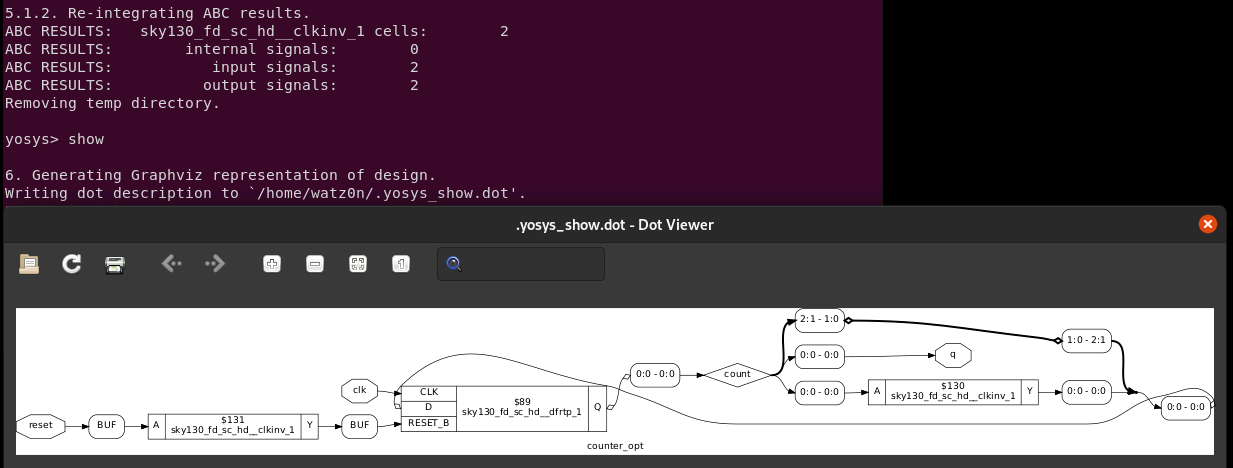 5.1.2. Re-integrating ABC results.
ABC RESULTS:   sky130_fd_sc_hd__clkinv_1 cells:        2
ABC RESULTS:        internal signals:        0
ABC RESULTS:           input signals:        2
ABC RESULTS:          output signals:        2
Removing temp directory.
yosys> show
6. Generating Graphviz representation of design.
Writing dot description to `/home/watz0n/.yosys_show.dot'.
.yosys_show.dot - Dot Viewer
2:1 - 1:0
1:0 - 2:1
0:0 - 0:0
q
0:0 - 0:0
count
clk
CLK
D
RESET_B
$89
sky130_fd_sc_hd__dfrtp_1
Q
0:0 - 0:0
A
$130
sky130_fd_sc_hd__clkinv_1
Y
0:0 - 0:0
0:0 - 0:0
reset
BUF
A
$131
sky130_fd_sc_hd__clkinv_1
Y
BUF
counter_opt